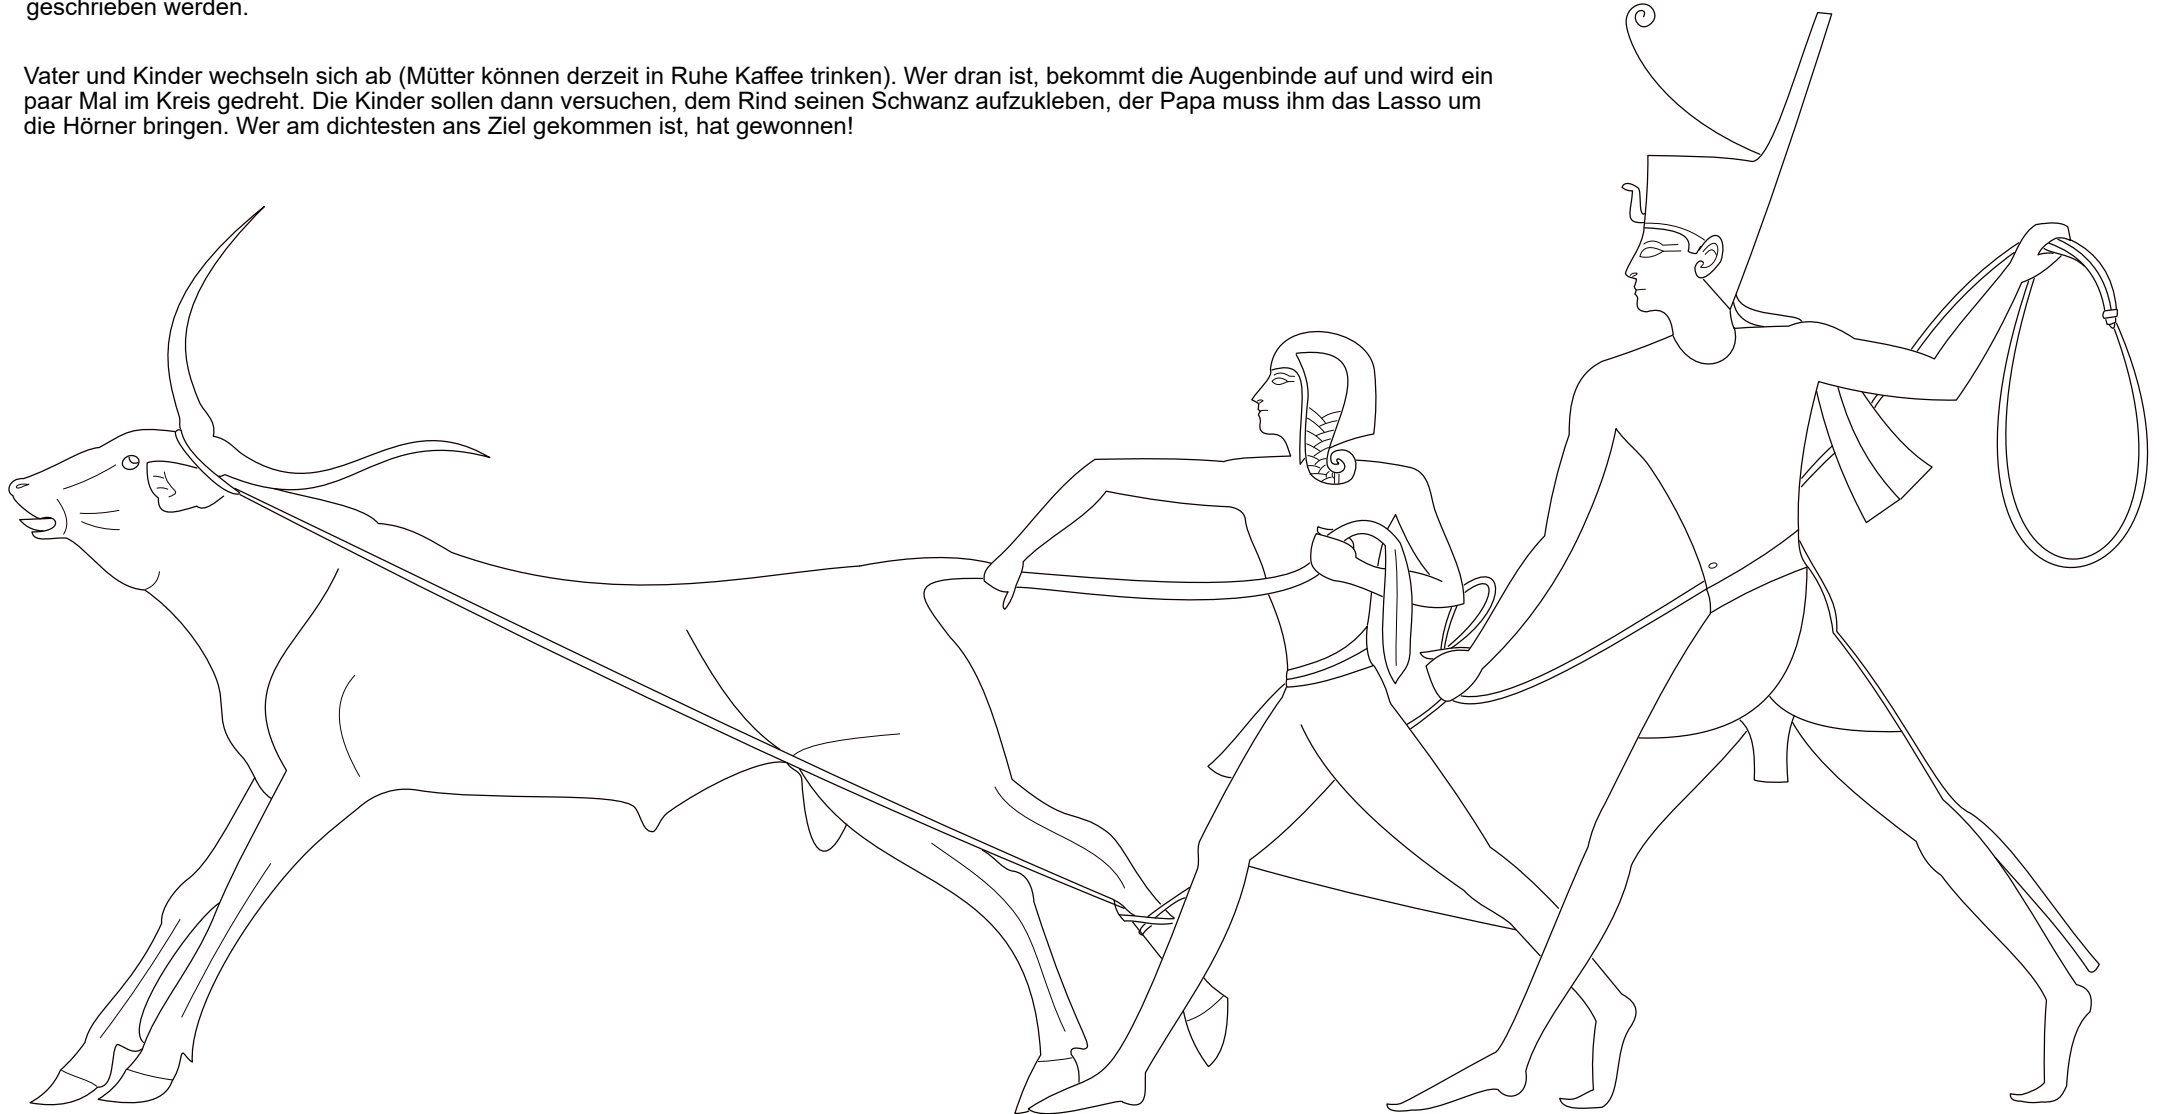 geschrieben werden.
Vater und Kinder wechseln sich ab (Mütter können derzeit in Ruhe Kaffee trinken). Wer dran ist, bekommt die Augenbinde auf und wird ein
paar Mal im Kreis gedreht. Die Kinder sollen dann versuchen, dem Rind seinen Schwanz aufzukleben, der Papa muss ihm das Lasso um
die Hörner bringen. Wer am dichtesten ans Ziel gekommen ist, hat gewonnen!